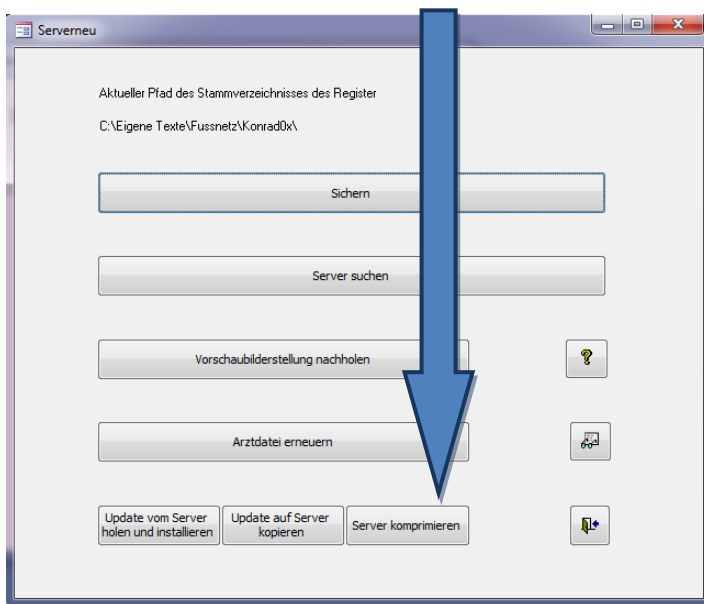 Serverneu
Aktueller Pfad des Stammverzeichnisses des Register
C:\Eigene Texte\Fussnetz\Konrad0x\
Sichern
Server suchen
Vorschaubilderstellung nachholen
?
Arztdatei erneuern
Update vom Server
holen und installieren
Update auf Server
kopieren
Server komprimieren